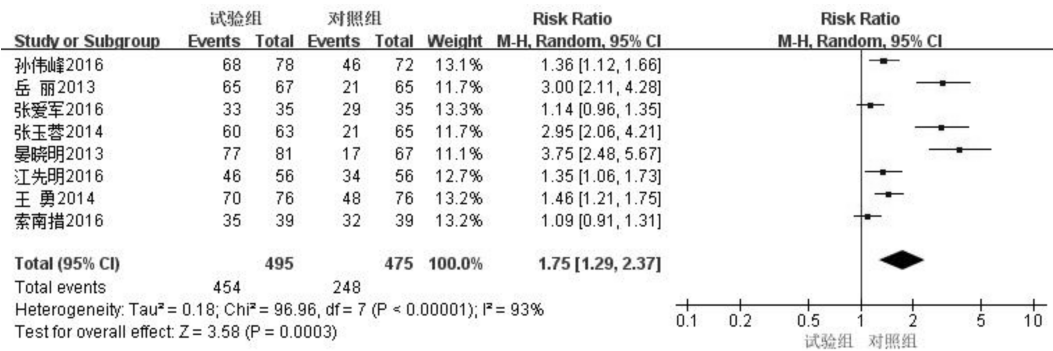 试验组 对照组 Risk Ratio Risk Ratio
Study or Subgroup Events Total Events Total Weight M-H, Random, 95% CI M-H, Random, 95% CI
孙伟峰2016 68 78 46 72 13.1% 1.36 [1.12, 1.66]
岳 丽2013 65 67 21 65 11.7% 3.00 [2.11, 4.28]
张爱军2016 33 35 29 35 13.3% 1.14 [0.96, 1.35]
张玉蓉2014 60 63 21 65 11.7% 2.95 [2.06, 4.21]
晏晓明2013 77 81 17 67 11.1% 3.75 [2.48, 5.67]
江先明2016 46 56 34 56 12.6% 1.35 [1.06, 1.73]
王 勇2014 70 76 48 76 13.2% 1.46 [1.21, 1.75]
索南措2016 35 39 32 39 13.2% 1.09 [0.91, 1.31]
Total (95% CI) 495 475 100.0% 1.75 [1.29, 2.37]
Total events 454 248
Heterogeneity: Tau² = 0.18; Chi² = 96.96, df = 7 (P < 0.00001); I² = 93%
Test for overall effect: Z = 3.58 (P = 0.0003)
0.1 0.2 0.5 1 2 5 10
试验组 对照组